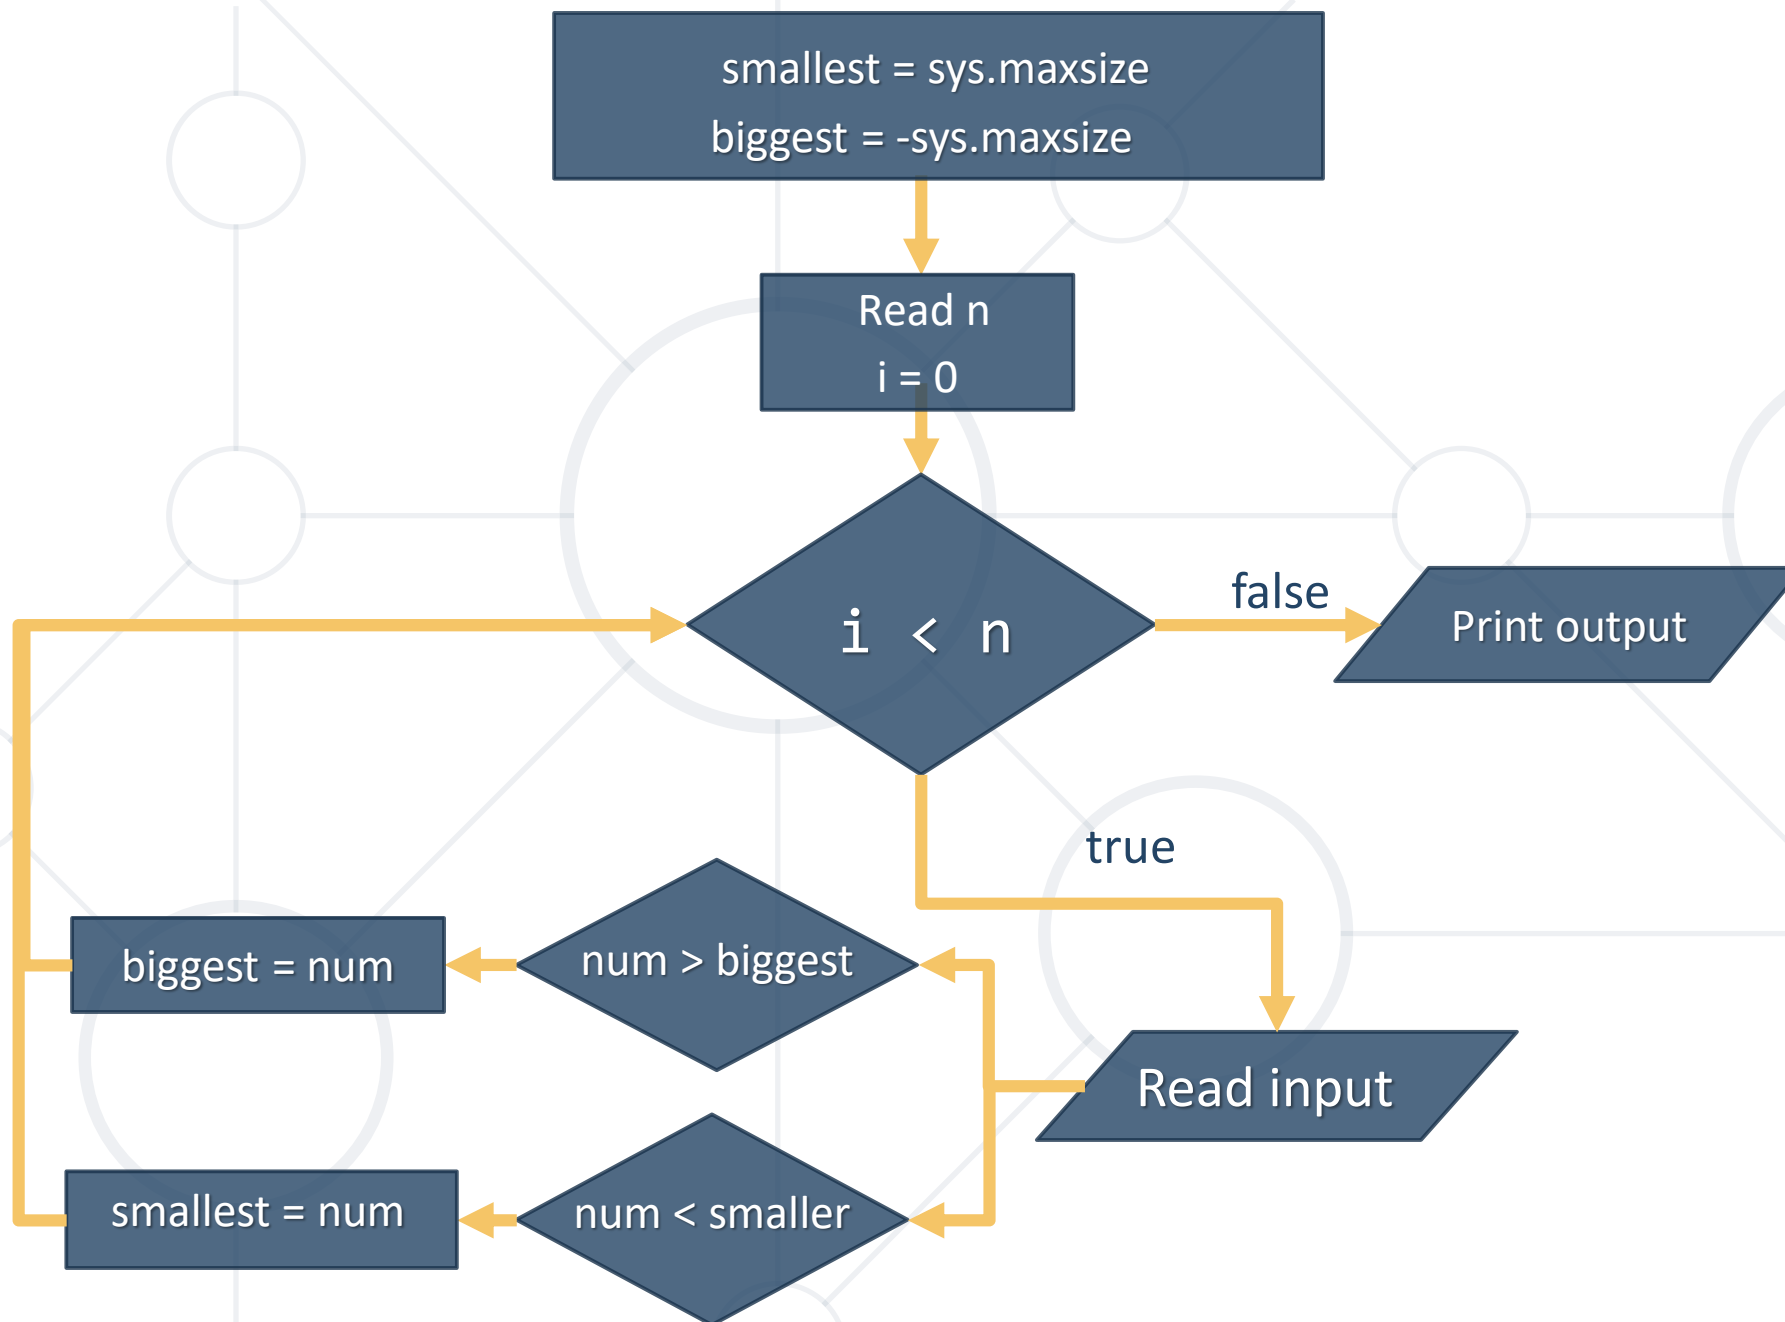 smallest = sys.maxsize
biggest = -sys.maxsize
Read n
i = 0
i < n
false
Print output
true
biggest = num
num > biggest
Read input
smallest = num
num < smaller